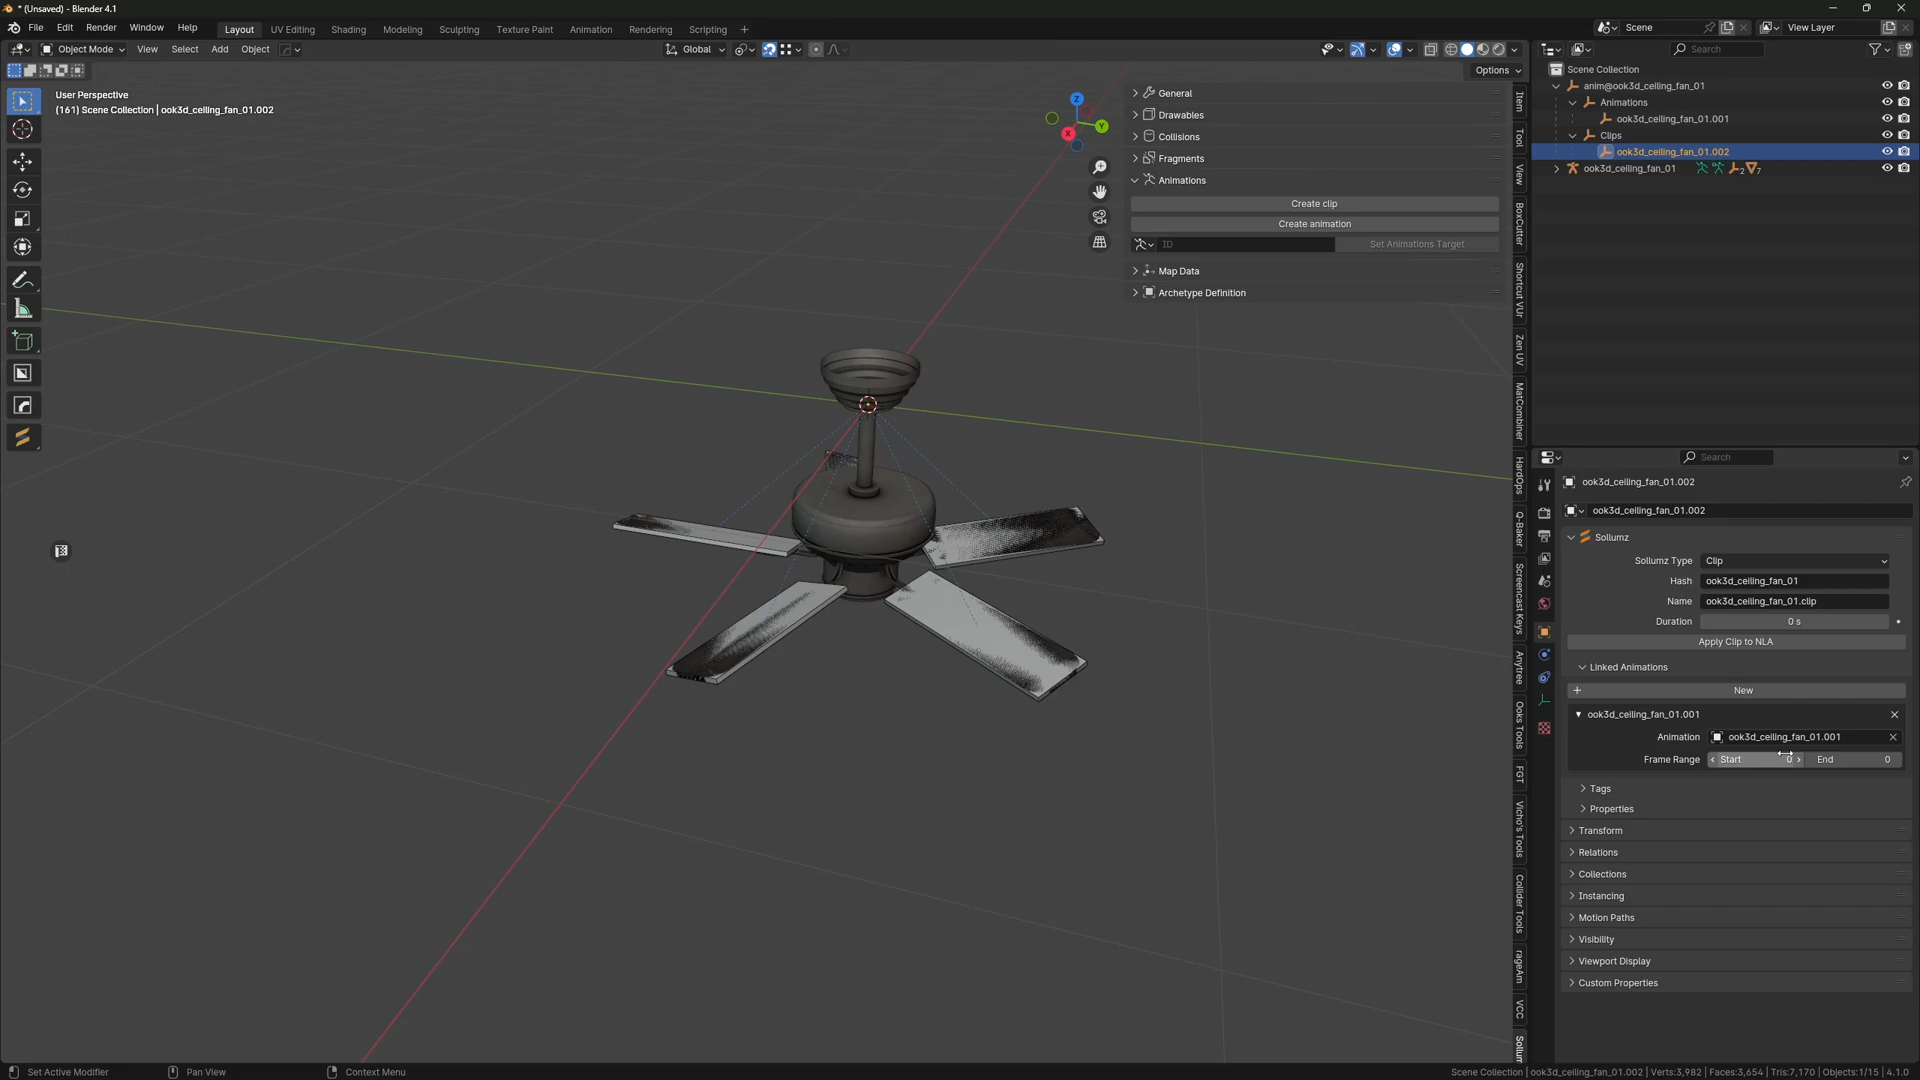 * (Unsaved) - Blender 4.1
File Edit Render Window Help Layout UV Editing Shading Modeling Sculpting Texture Paint Animation Rendering Scripting + Scene View Layer
Object Mode View Select Add Object Global Search
Options
User Perspective
(161) Scene Collection | ook3d_ceiling_fan_01.002
Z
Y
X
General
Drawables
Collisions
Fragments
Animations
Create clip
Create animation
ID Set Animations Target
Map Data
Archetype Definition
Item
Tool
View
BoxCutter
Shortcut VUr
Zen UV
MatCombiner
HardOps
Q-Baker
Screencast Keys
Anytree
Ooks Tools
FGT
Vicho's Tools
Collider Tools
rageAm
VCC
Sollum
Scene Collection
anim@ook3d_ceiling_fan_01
Animations
ook3d_ceiling_fan_01.001
Clips
ook3d_ceiling_fan_01.002
ook3d_ceiling_fan_01 2 7
Search
ook3d_ceiling_fan_01.002
ook3d_ceiling_fan_01.002
Sollumz
Sollumz Type Clip
Hash ook3d_ceiling_fan_01
Name ook3d_ceiling_fan_01.clip
Duration 0 s
Apply Clip to NLA
Linked Animations
+ New
ook3d_ceiling_fan_01.001
Animation ook3d_ceiling_fan_01.001
Frame Range Start 0 End 0
Tags
Properties
Transform
Relations
Collections
Instancing
Motion Paths
Visibility
Viewport Display
Custom Properties
Set Active Modifier Pan View Context Menu Scene Collection | ook3d_ceiling_fan_01.002 | Verts:3,982 | Faces:3,654 | Tris:7,170 | Objects:1/15 | 4.1.0